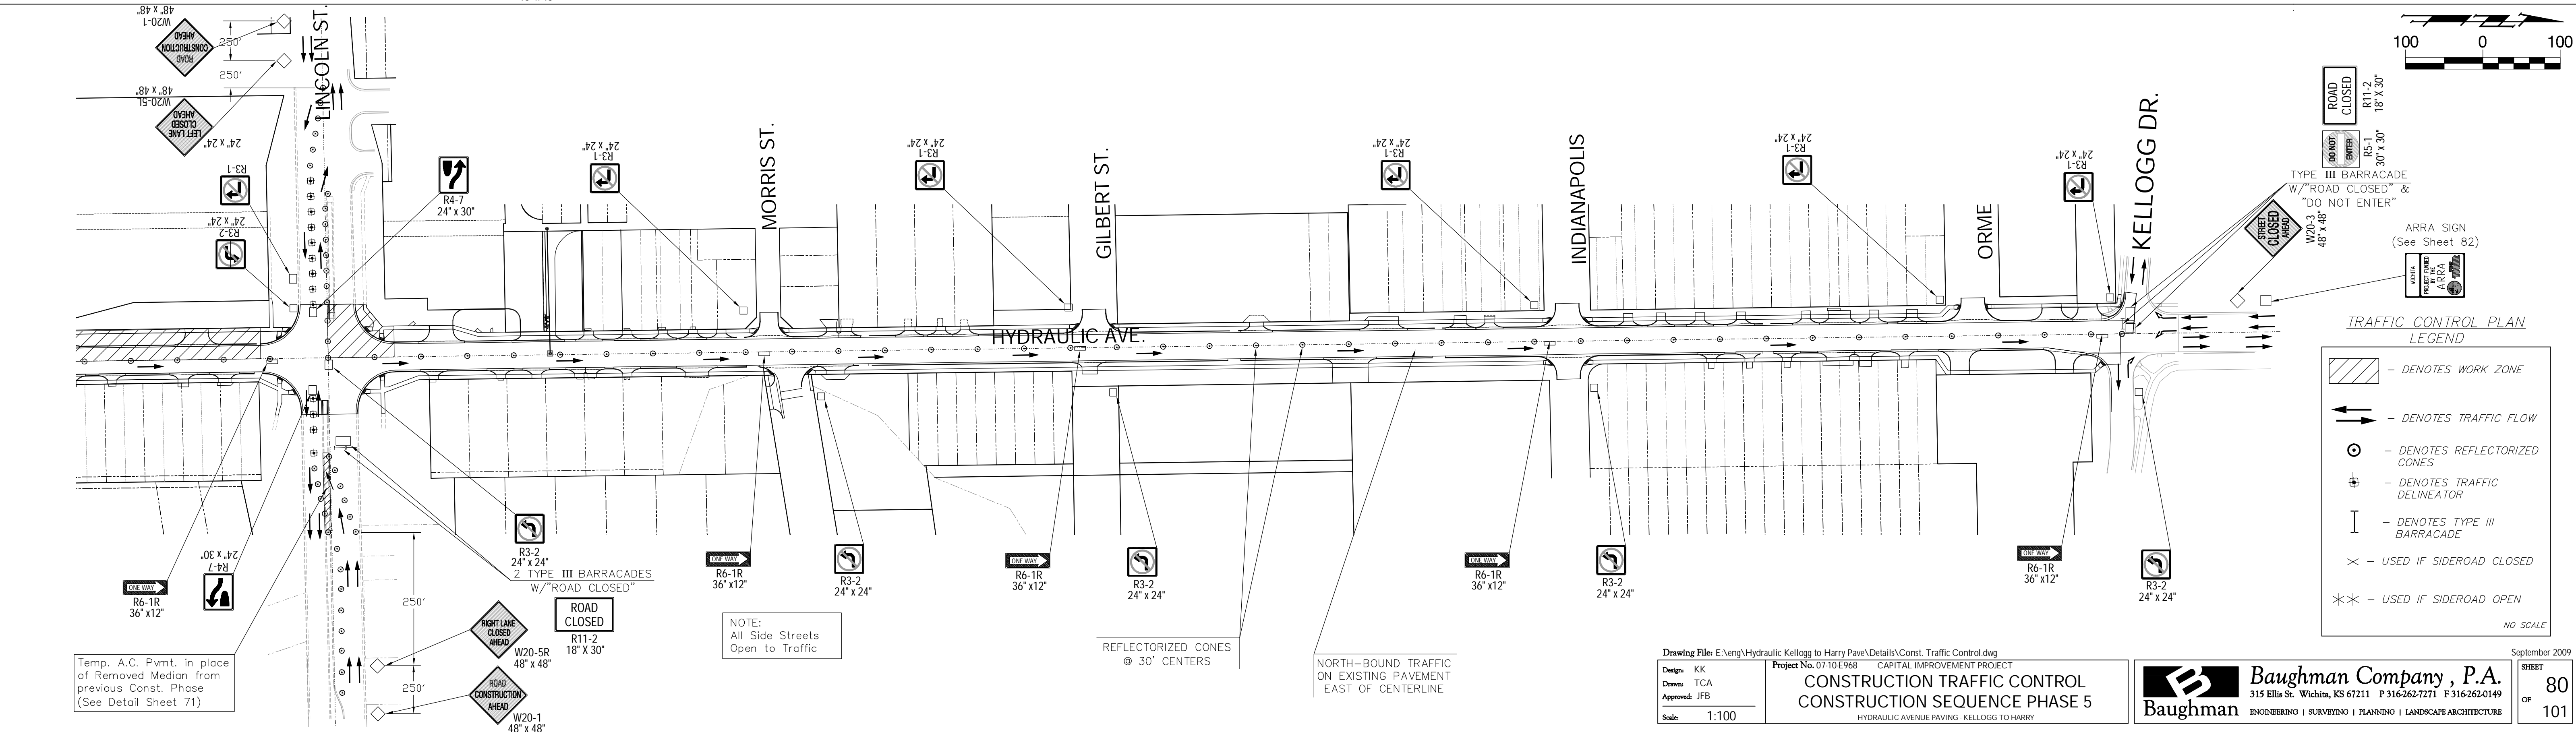 W20-1
48" x 48"
ROAD
CONSTRUCTION
AHEAD
250'
250'
LINCOLN ST.
W20-5L
48" x 48"
LEFT LANE
CLOSED
AHEAD
R3-1
24" x 24"
R3-2
24" x 24"
R4-7
24" x 30"
R3-1
24" x 24"
MORRIS ST.
R3-1
24" x 24"
GILBERT ST.
R3-1
24" x 24"
INDIANAPOLIS
R3-1
24" x 24"
ORME
R3-1
24" x 24"
KELLOGG DR.
100 0 100
ROAD
CLOSED
R11-2
18" X 30"
DO NOT
ENTER
R5-1
30" x 30"
TYPE III BARRACADE
W/"ROAD CLOSED" &
"DO NOT ENTER"
STREET
CLOSED
AHEAD
W20-3
48" x 48"
ARRA SIGN
(See Sheet 82)
WICHITA
PROJECT FUNDED
BY THE
ARRA
HYDRAULIC AVE.
TRAFFIC CONTROL PLAN
LEGEND
- DENOTES WORK ZONE
- DENOTES TRAFFIC FLOW
- DENOTES REFLECTORIZED
CONES
- DENOTES TRAFFIC
DELINEATOR
- DENOTES TYPE III
BARRACADE
- USED IF SIDEROAD CLOSED
- USED IF SIDEROAD OPEN
NO SCALE
ONE WAY
R6-1R
36" x12"
R4-7
24" x 30"
R3-2
24" x 24"
2 TYPE III BARRACADES
W/"ROAD CLOSED"
ROAD
CLOSED
R11-2
18" X 30"
250'
250'
RIGHT LANE
CLOSED
AHEAD
W20-5R
48" x 48"
ROAD
CONSTRUCTION
AHEAD
W20-1
48" x 48"
Temp. A.C. Pvmt. in place
of Removed Median from
previous Const. Phase
(See Detail Sheet 71)
ONE WAY
R6-1R
36" x12"
R3-2
24" x 24"
NOTE:
All Side Streets
Open to Traffic
ONE WAY
R6-1R
36" x12"
R3-2
24" x 24"
REFLECTORIZED CONES
@ 30' CENTERS
NORTH-BOUND TRAFFIC
ON EXISTING PAVEMENT
EAST OF CENTERLINE
ONE WAY
R6-1R
36" x12"
R3-2
24" x 24"
ONE WAY
R6-1R
36" x12"
R3-2
24" x 24"
Drawing File: E:\eng\Hydraulic Kellogg to Harry Pave\Details\Const. Traffic Control.dwg
September 2009
Design: KK
Drawn: TCA
Approved: JFB
Scale: 1:100
Project No. 07-10-E968 CAPITAL IMPROVEMENT PROJECT
CONSTRUCTION TRAFFIC CONTROL
CONSTRUCTION SEQUENCE PHASE 5
HYDRAULIC AVENUE PAVING - KELLOGG TO HARRY
Baughman
Baughman Company, P.A.
315 Ellis St. Wichita, KS 67211 P 316-262-7271 F 316-262-0149
ENGINEERING | SURVEYING | PLANNING | LANDSCAPE ARCHITECTURE
SHEET
80
OF
101